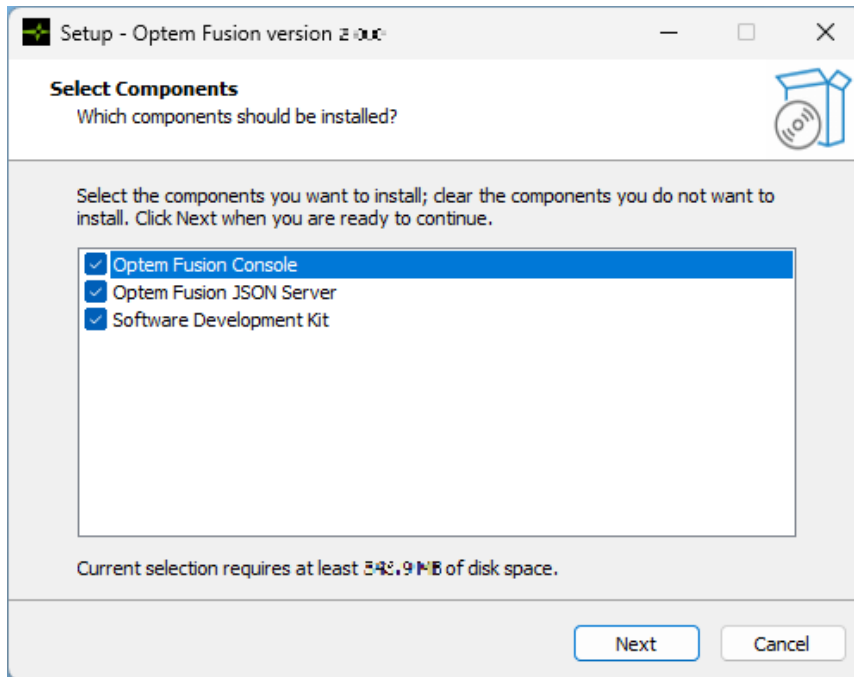 Setup - Optem Fusion version
Select Components
Which components should be installed?
Select the components you want to install; clear the components you do not want to
install. Click Next when you are ready to continue.
Optem Fusion Console
Optem Fusion JSON Server
Software Development Kit
Current selection requires at least of disk space.
Next
Cancel